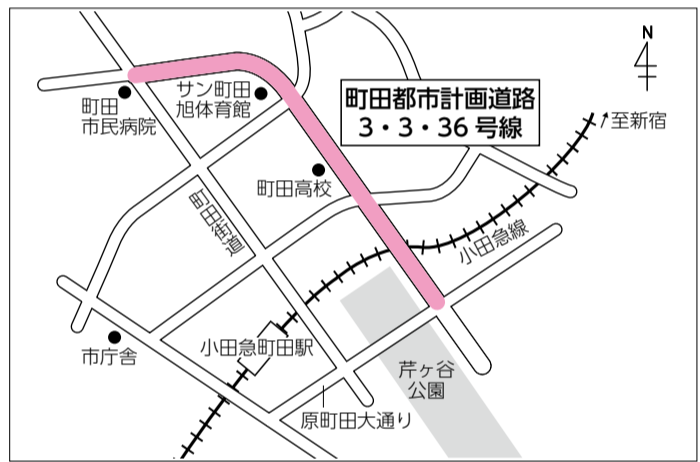 N
町田都市計画道路
3・3・36号線
至新宿
サン町田
旭体育館
町田
市民病院
町田高校
町田街道
小田急線
小田急町田駅
市庁舎
芹ヶ谷
公園
原町田大通り